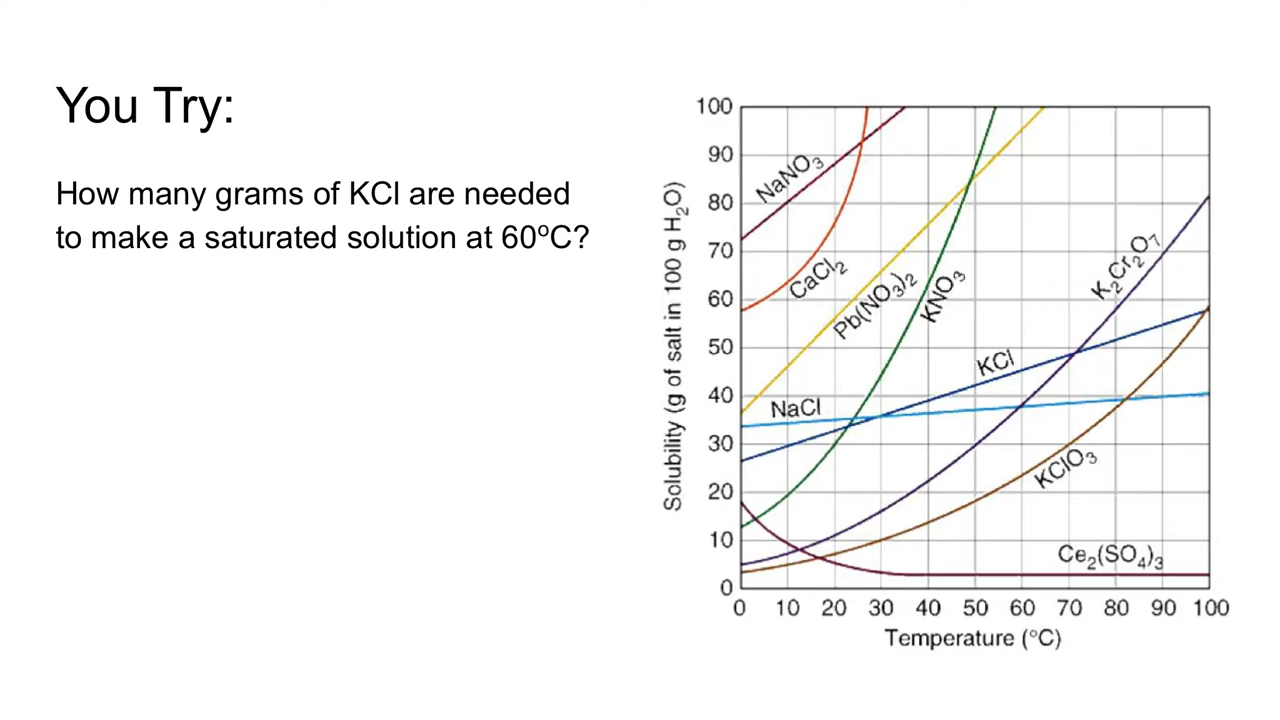 You Try:
How many grams of KCl are needed
to make a saturated solution at 60ºC?
Solubility (g of salt in 100 g H₂O)
100
90
80
70
60
50
40
30
20
10
0
NaNO₃
CaCl₂
Pb(NO₃)₂
KNO₃
K₂Cr₂O₇
KCl
NaCl
KClO₃
Ce₂(SO₄)₃
0 10 20 30 40 50 60 70 80 90 100
Temperature (°C)